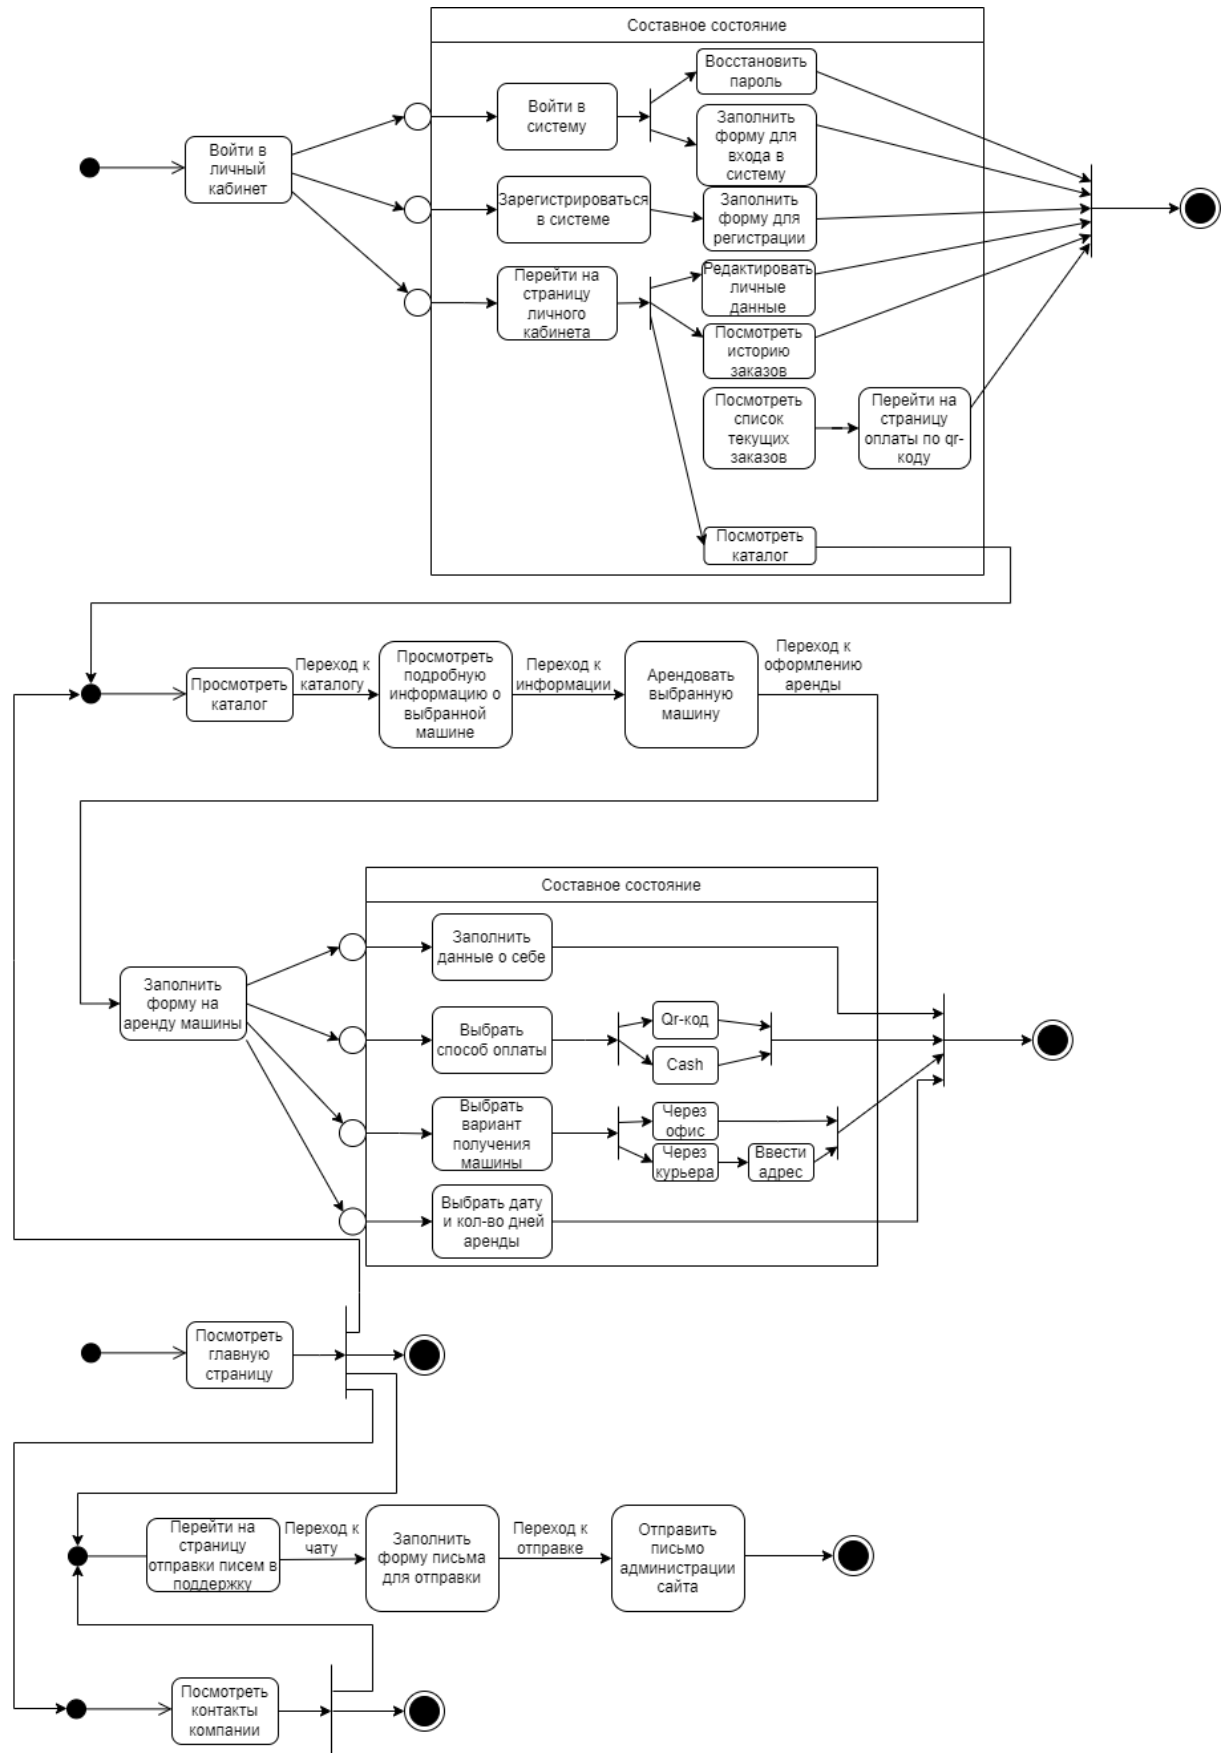 Составное состояние
Восстановить
пароль
Войти в
систему
Заполнить
форму для
входа в
систему
Войти в
личный
кабинет
Зарегистрироваться
в системе
Заполнить
форму для
регистрации
Перейти на
страницу
личного
кабинета
Редактировать
личные
данные
Посмотреть
историю
заказов
Посмотреть
список
текущих
заказов
Перейти на
страницу
оплаты по qr-
коду
Посмотреть
каталог
Просмотреть
каталог
Переход к
каталогу
Просмотреть
подробную
информацию о
выбранной
машине
Переход к
информации
Арендовать
выбранную
машину
Переход к
оформлению
аренды
Составное состояние
Заполнить
данные о себе
Заполнить
форму на
аренду машины
Выбрать
способ оплаты
Qr-код
Cash
Выбрать
вариант
получения
машины
Через
офис
Через
курьера
Ввести
адрес
Выбрать дату
и кол-во дней
аренды
Посмотреть
главную
страницу
Перейти на
страницу
отправки писем в
поддержку
Переход к
чату
Заполнить
форму письма
для отправки
Переход к
отправке
Отправить
письмо
администрации
сайта
Посмотреть
контакты
компании